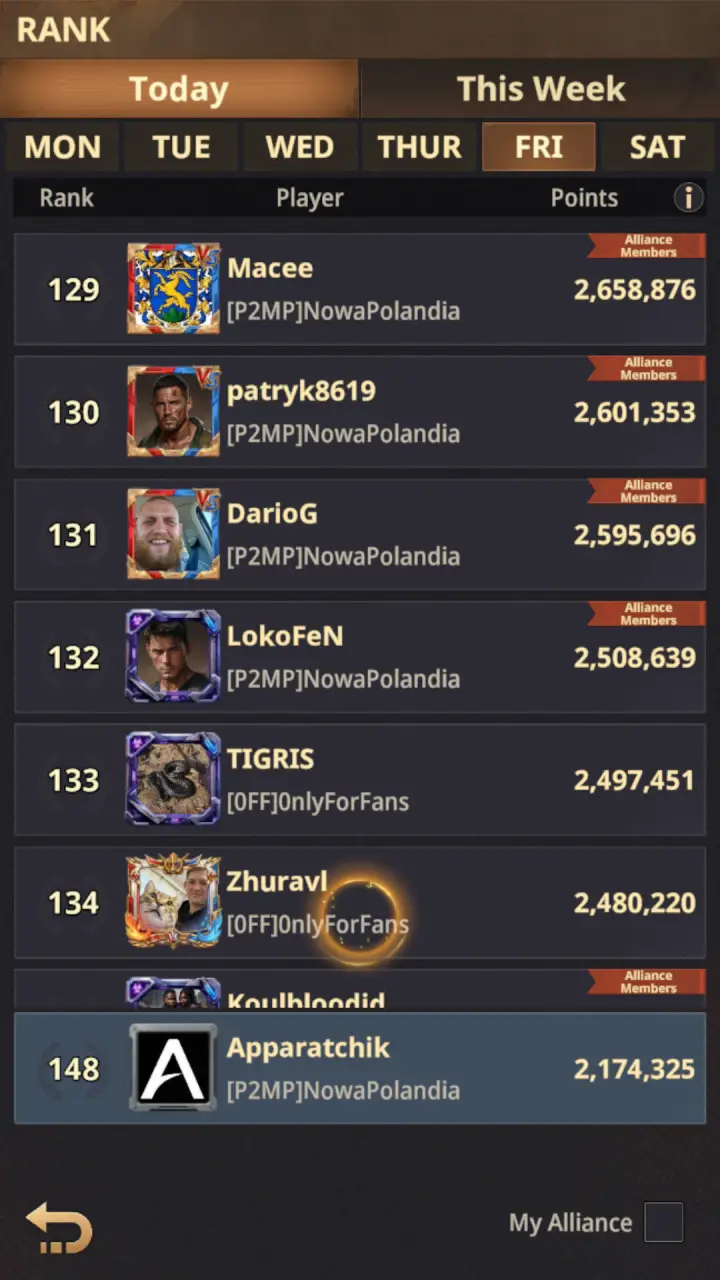 RANK
Today
This Week
MON
TUE
WED
THUR
FRI
SAT
Rank
Player
Points
Alliance
Members
129
Macee
[P2MP]NowaPolandia
2,658,876
Alliance
Members
130
patryk8619
[P2MP]NowaPolandia
2,601,353
Alliance
Members
131
DarioG
[P2MP]NowaPolandia
2,595,696
Alliance
Members
132
LokoFeN
[P2MP]NowaPolandia
2,508,639
133
TIGRIS
[0FF]0nlyForFans
2,497,451
134
Zhuravl
[0FF]0nlyForFans
2,480,220
Alliance
Members
Koulbloodid
148
Apparatchik
[P2MP]NowaPolandia
2,174,325
My Alliance